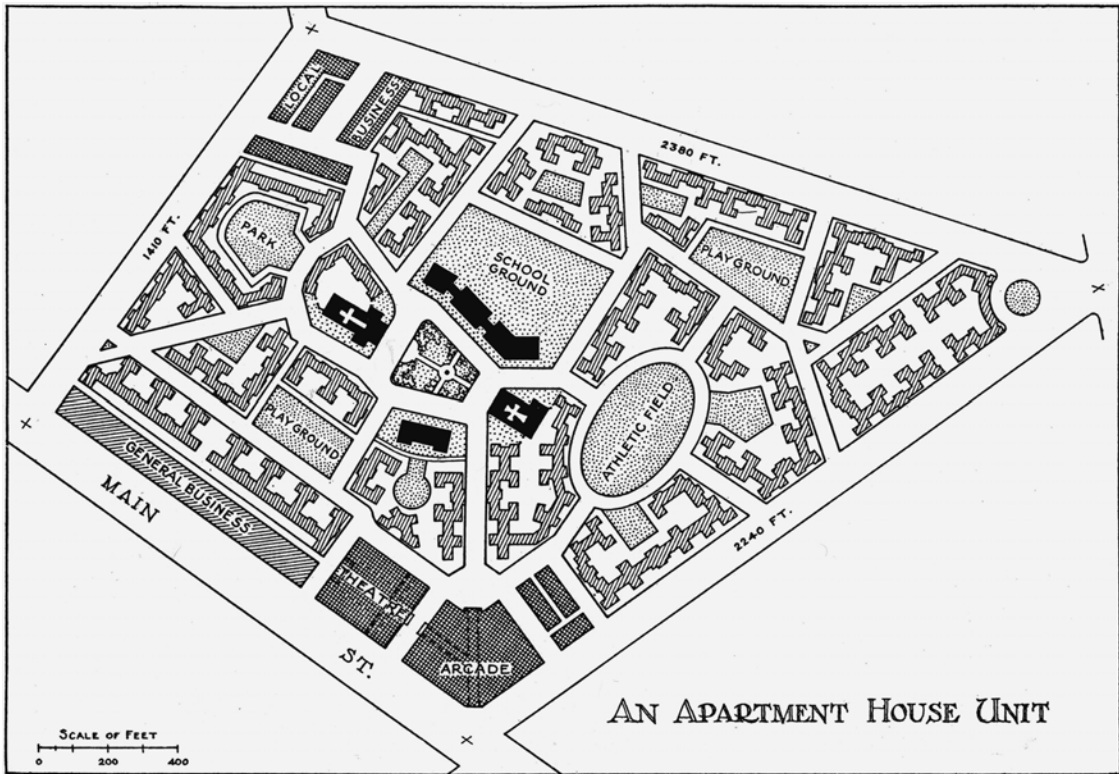 LOCAL
BUSINESS
2380 FT.
1410 FT.
PARK
SCHOOL
GROUND
PLAYGROUND
PLAYGROUND
ATHLETIC FIELD
GENERAL BUSINESS
MAIN
ST.
THEATRE
ARCADE
2240 FT.
AN APARTMENT HOUSE UNIT
SCALE OF FEET
0 200 400